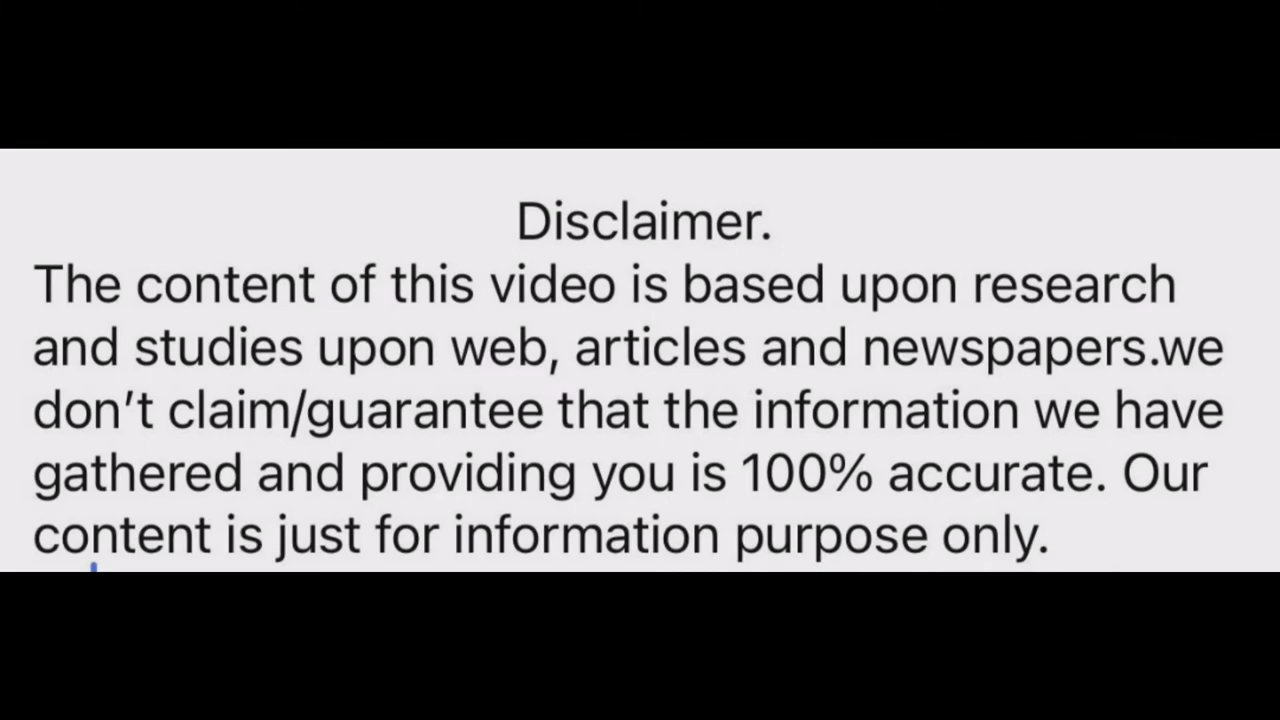 Disclaimer.
The content of this video is based upon research
and studies upon web, articles and newspapers.we
don’t claim/guarantee that the information we have
gathered and providing you is 100% accurate. Our
content is just for information purpose only.